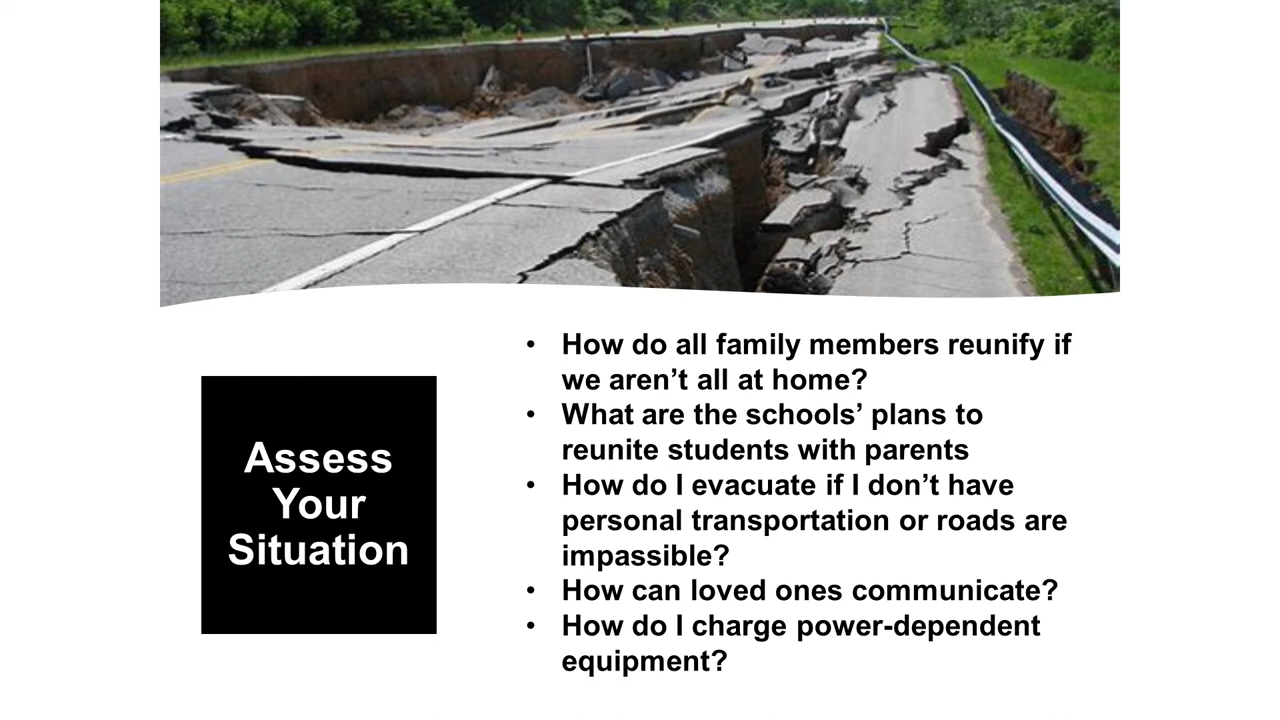 Assess
Your
Situation
• How do all family members reunify if
we aren’t all at home?
• What are the schools’ plans to
reunite students with parents
• How do I evacuate if I don’t have
personal transportation or roads are
impassible?
• How can loved ones communicate?
• How do I charge power-dependent
equipment?